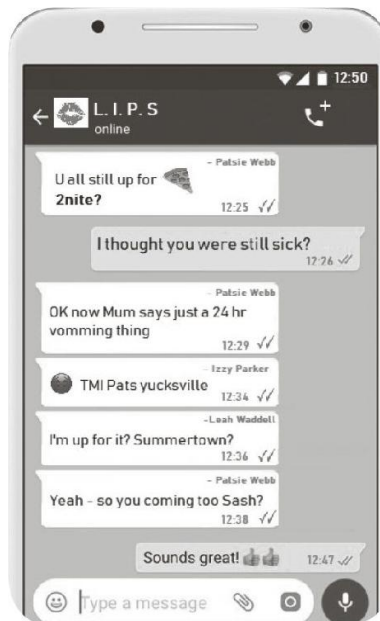 12:50
L. I. P. S
online
- Patsie Webb
U all still up for
2nite?
12:25
I thought you were still sick?
12:26
- Patsie Webb
OK now Mum says just a 24 hr
vomming thing
12:29
- Izzy Parker
TMI Pats yucksville
12:34
-Leah Waddell
I'm up for it? Summertown?
12:36
- Patsie Webb
Yeah - so you coming too Sash?
12:38
Sounds great!
12:47
Type a message